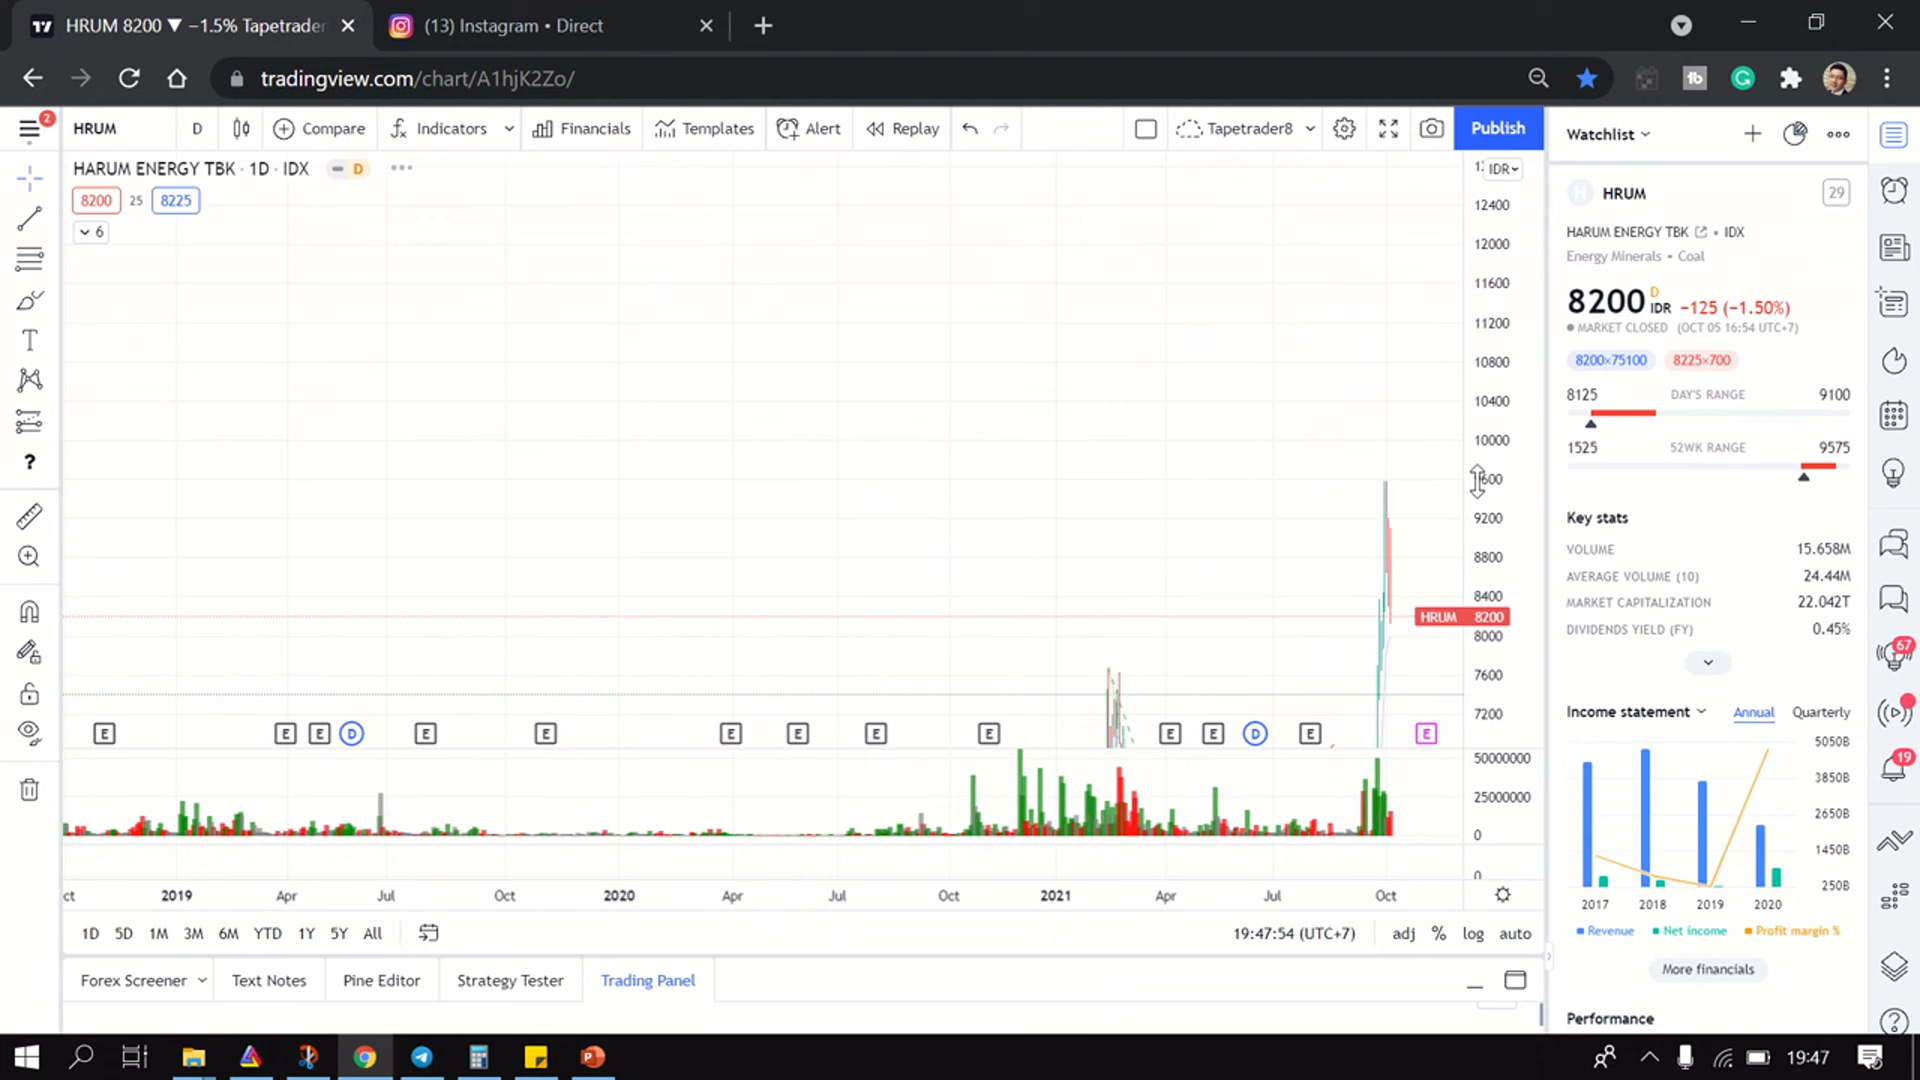 HRUM 8200 ▼ −1.5% Tapetrader
(13) Instagram • Direct
tradingview.com/chart/A1hjK2Zo/
2
HRUM
D
Compare
Indicators
Financials
Templates
Alert
Replay
Tapetrader8
Publish
HARUM ENERGY TBK · 1D · IDX
D
8200
25
8225
6
IDR
12400
12000
11600
11200
10800
10400
10000
9200
8800
8400
HRUM 8200
8000
7600
7200
E
E
E
D
E
E
E
E
E
E
E
E
D
E
E
50000000
25000000
0
0
2019
Apr
Jul
Oct
2020
Apr
Jul
Oct
2021
Apr
Jul
Oct
1D
5D
1M
3M
6M
YTD
1Y
5Y
All
19:47:54 (UTC+7)
adj
%
log
auto
Forex Screener
Text Notes
Pine Editor
Strategy Tester
Trading Panel
Watchlist
HRUM
29
HARUM ENERGY TBK • IDX
Energy Minerals • Coal
8200 D IDR −125 (−1.50%)
MARKET CLOSED (OCT 05 16:54 UTC+7)
8200×75100
8225×700
8125 DAY'S RANGE 9100
1525 52WK RANGE 9575
Key stats
VOLUME 15.658M
AVERAGE VOLUME (10) 24.44M
MARKET CAPITALIZATION 22.042T
DIVIDENDS YIELD (FY) 0.45%
Income statement
Annual
Quarterly
5050B
3850B
2650B
1450B
250B
2017
2018
2019
2020
Revenue
Net income
Profit margin %
More financials
Performance
67
19
19:47